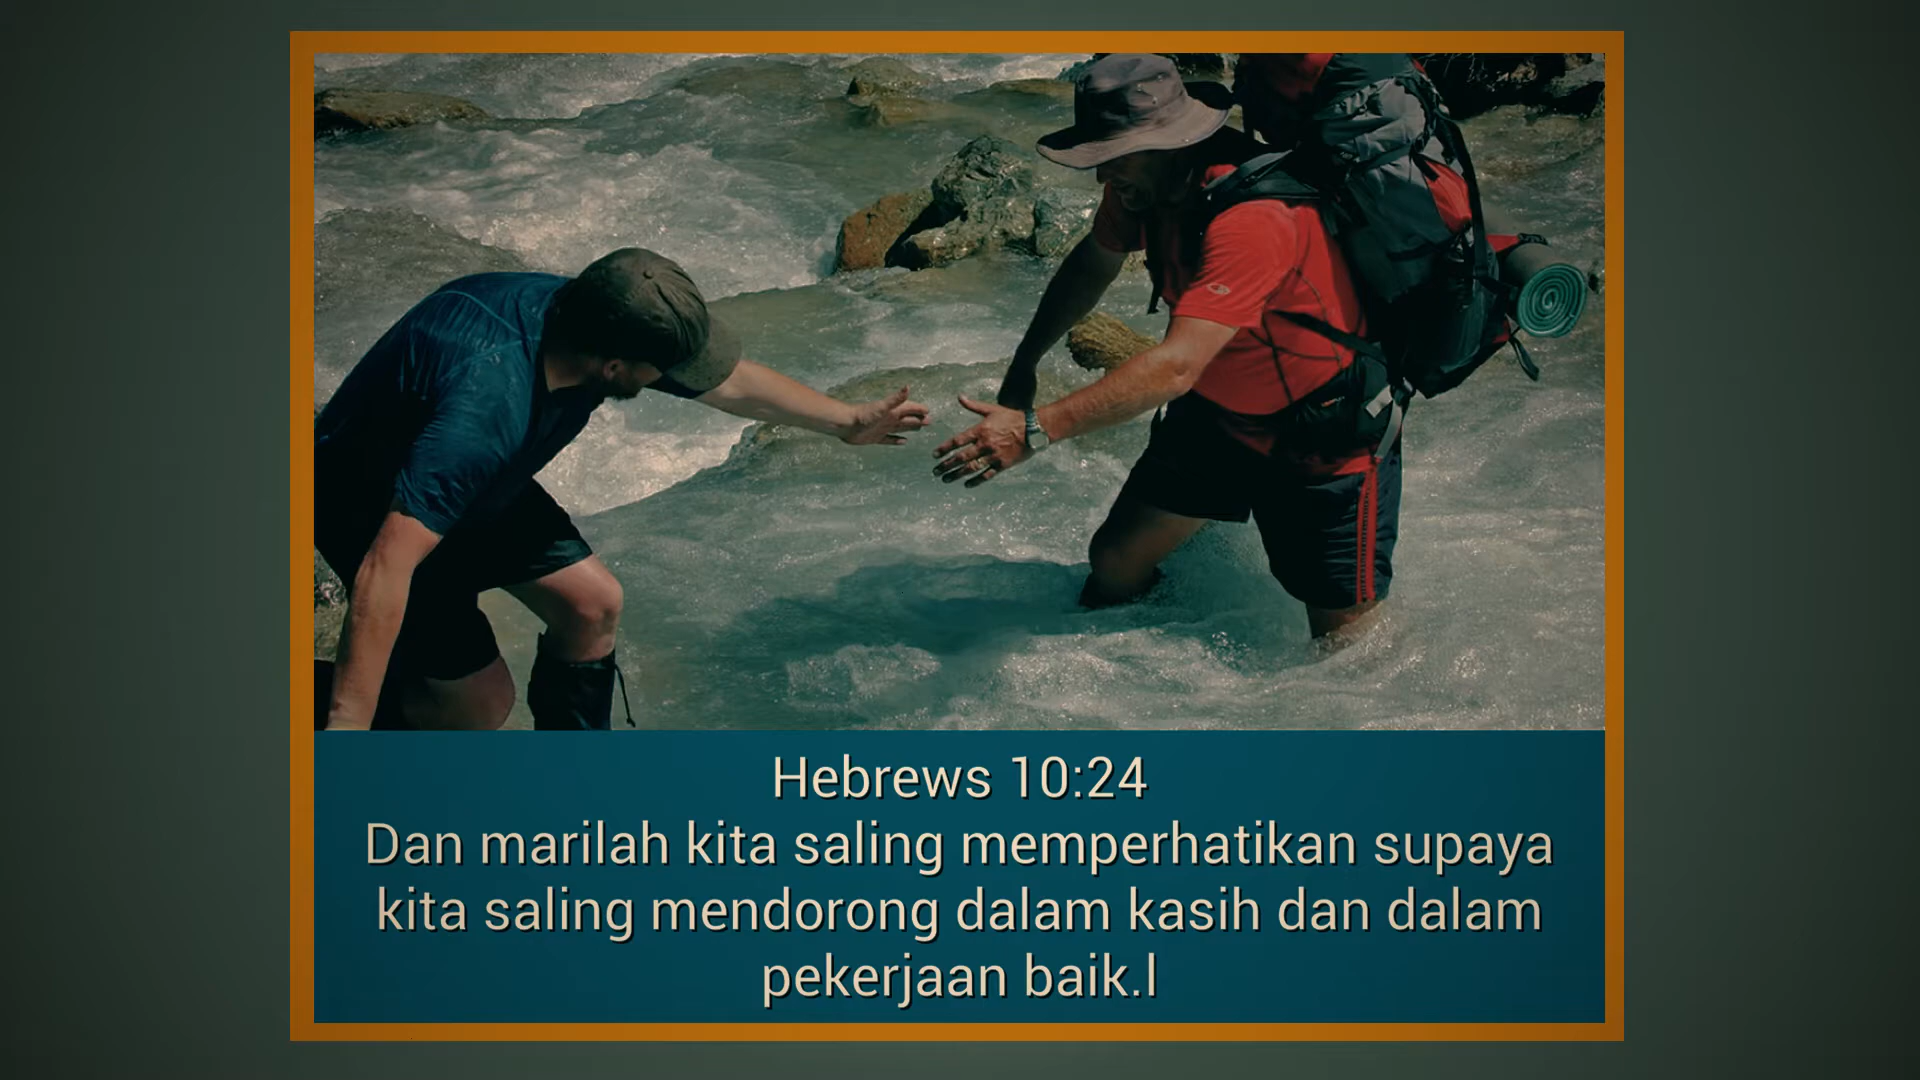 Hebrews 10:24
Dan marilah kita saling memperhatikan supaya
kita saling mendorong dalam kasih dan dalam
pekerjaan baik.l